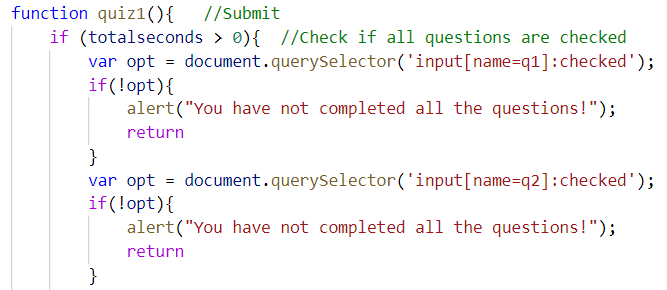 function quiz1(){   //Submit
    if (totalseconds > 0){  //Check if all questions are checked
        var opt = document.querySelector('input[name=q1]:checked');
        if(!opt){
            alert("You have not completed all the questions!");
            return
        }
        var opt = document.querySelector('input[name=q2]:checked');
        if(!opt){
            alert("You have not completed all the questions!");
            return
        }